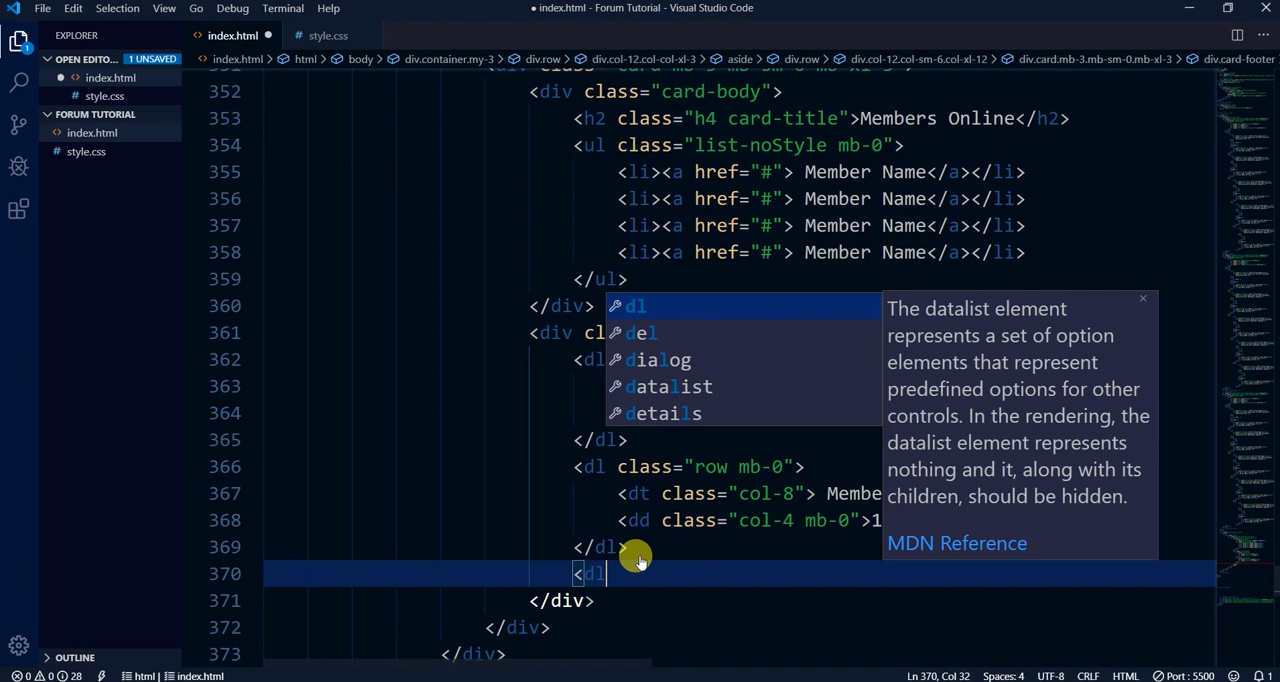 File Edit Selection View Go Debug Terminal Help
• index.html - Forum Tutorial - Visual Studio Code
EXPLORER
<> index.html ● # style.css
OPEN EDITO... 1 UNSAVED
<> index.html > html > body > div.container.my-3 > div.row > div.col-12.col-col-xl-3 > aside > div.row > div.col-12.col-sm-6.col-xl-12 > div.card.mb-3.mb-sm-0.mb-xl-3 > div.card-footer
● <> index.html
# style.css
FORUM TUTORIAL
<> index.html
# style.css
352 <div class="card-body">
353 <h2 class="h4 card-title">Members Online</h2>
354 <ul class="list-noStyle mb-0">
355 <li><a href="#"> Member Name</a></li>
356 <li><a href="#"> Member Name</a></li>
357 <li><a href="#"> Member Name</a></li>
358 <li><a href="#"> Member Name</a></li>
359 </ul>
360 </div>
361 <div cl
362 <dl
363
364
365 </dl>
366 <dl class="row mb-0">
367 <dt class="col-8"> Membe
368 <dd class="col-4 mb-0">1
369 </dl>
370 <dl
371 </div>
372 </div>
373 </div>
dl
del
dialog
datalist
details
The datalist element
represents a set of option
elements that represent
predefined options for other
controls. In the rendering, the
datalist element represents
nothing and it, along with its
children, should be hidden.
MDN Reference
OUTLINE
0 0 28 html | index.html
Ln 370, Col 32 Spaces: 4 UTF-8 CRLF HTML Port : 5500 1